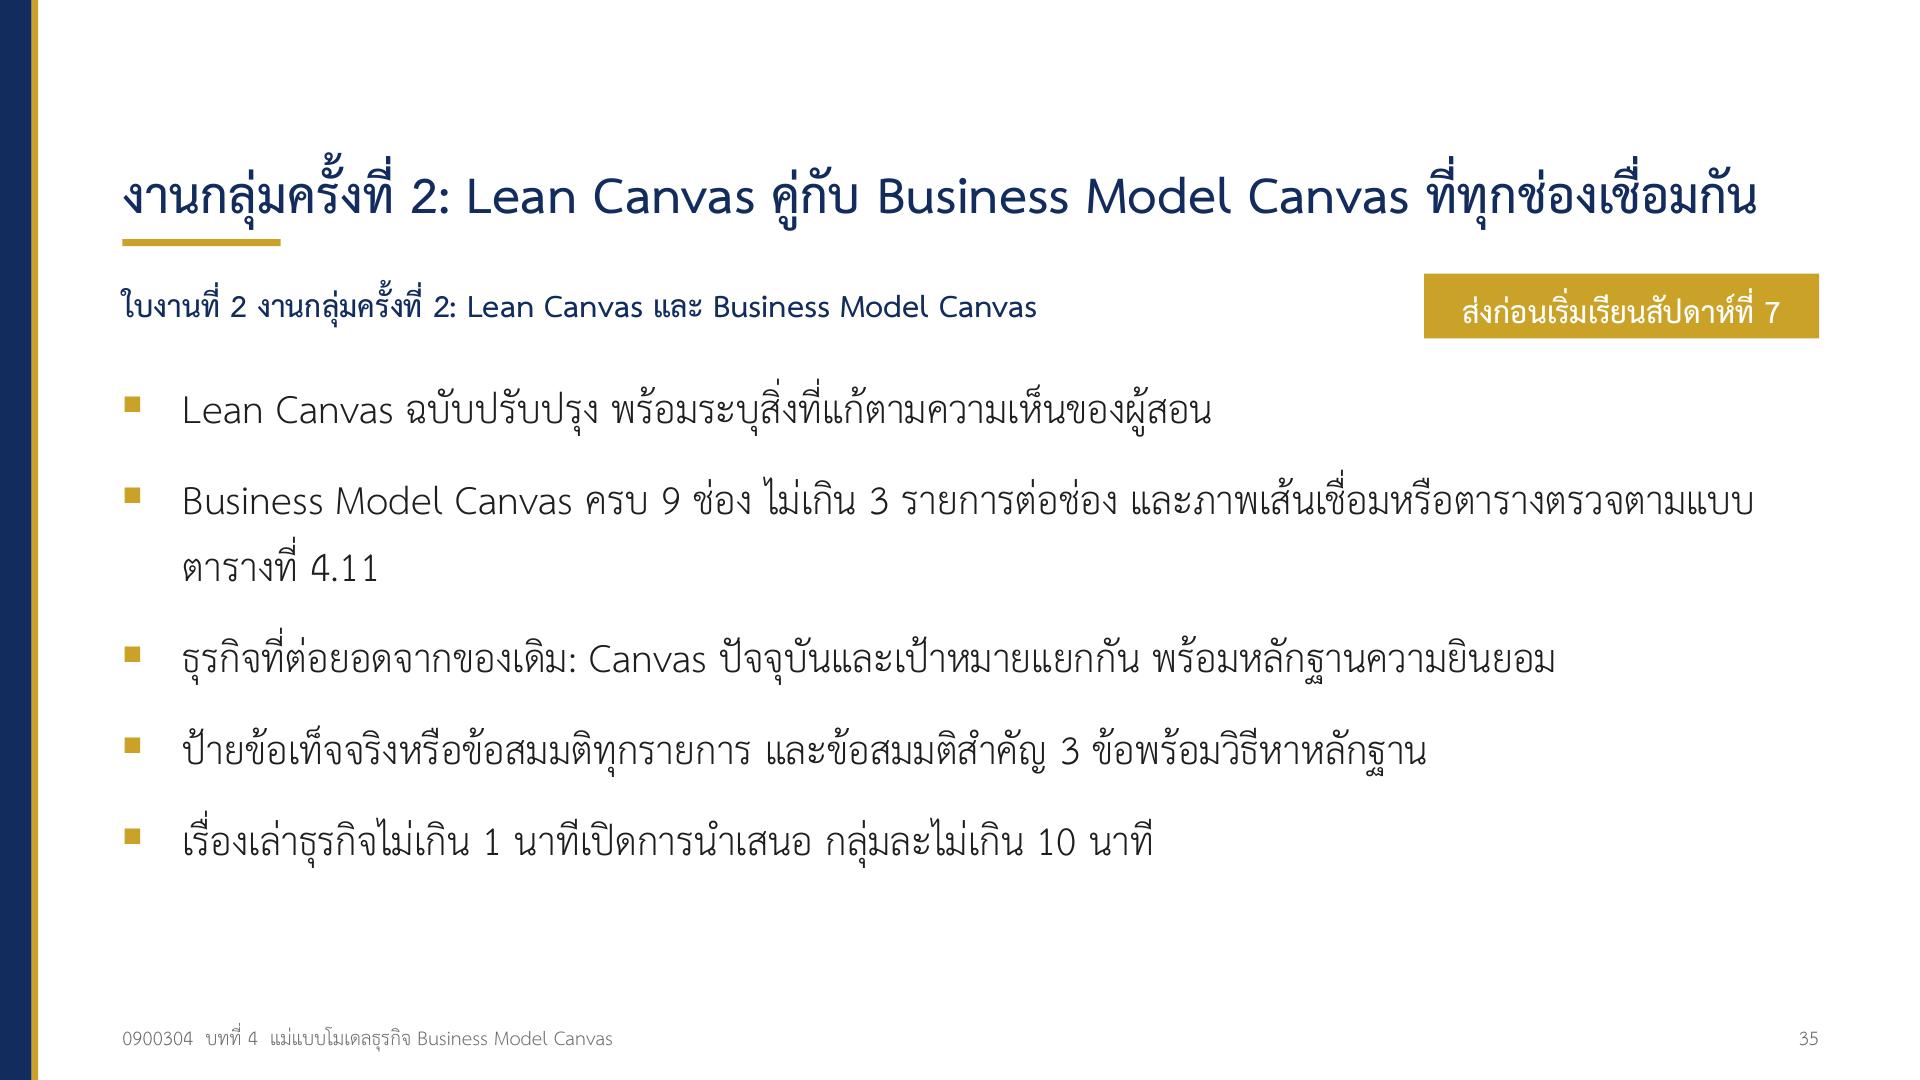 งานกลุ่มครั้งที่ 2: Lean Canvas คู่กับ Business Model Canvas ที่ทุกช่องเชื่อมกัน
ใบงานที่ 2 งานกลุ่มครั้งที่ 2: Lean Canvas และ Business Model Canvas
ส่งก่อนเริ่มเรียนสัปดาห์ที่ 7
Lean Canvas ฉบับปรับปรุง พร้อมระบุสิ่งที่แก้ตามความเห็นของผู้สอน
Business Model Canvas ครบ 9 ช่อง ไม่เกิน 3 รายการต่อช่อง และภาพเส้นเชื่อมหรือตารางตรวจตามแบบ
ตารางที่ 4.11
ธุรกิจที่ต่อยอดจากของเดิม: Canvas ปัจจุบันและเป้าหมายแยกกัน พร้อมหลักฐานความยินยอม
ป้ายข้อเท็จจริงหรือข้อสมมติทุกรายการ และข้อสมมติสำคัญ 3 ข้อพร้อมวิธีหาหลักฐาน
เรื่องเล่าธุรกิจไม่เกิน 1 นาทีเปิดการนำเสนอ กลุ่มละไม่เกิน 10 นาที
0900304 บทที่ 4 แม่แบบโมเดลธุรกิจ Business Model Canvas
35